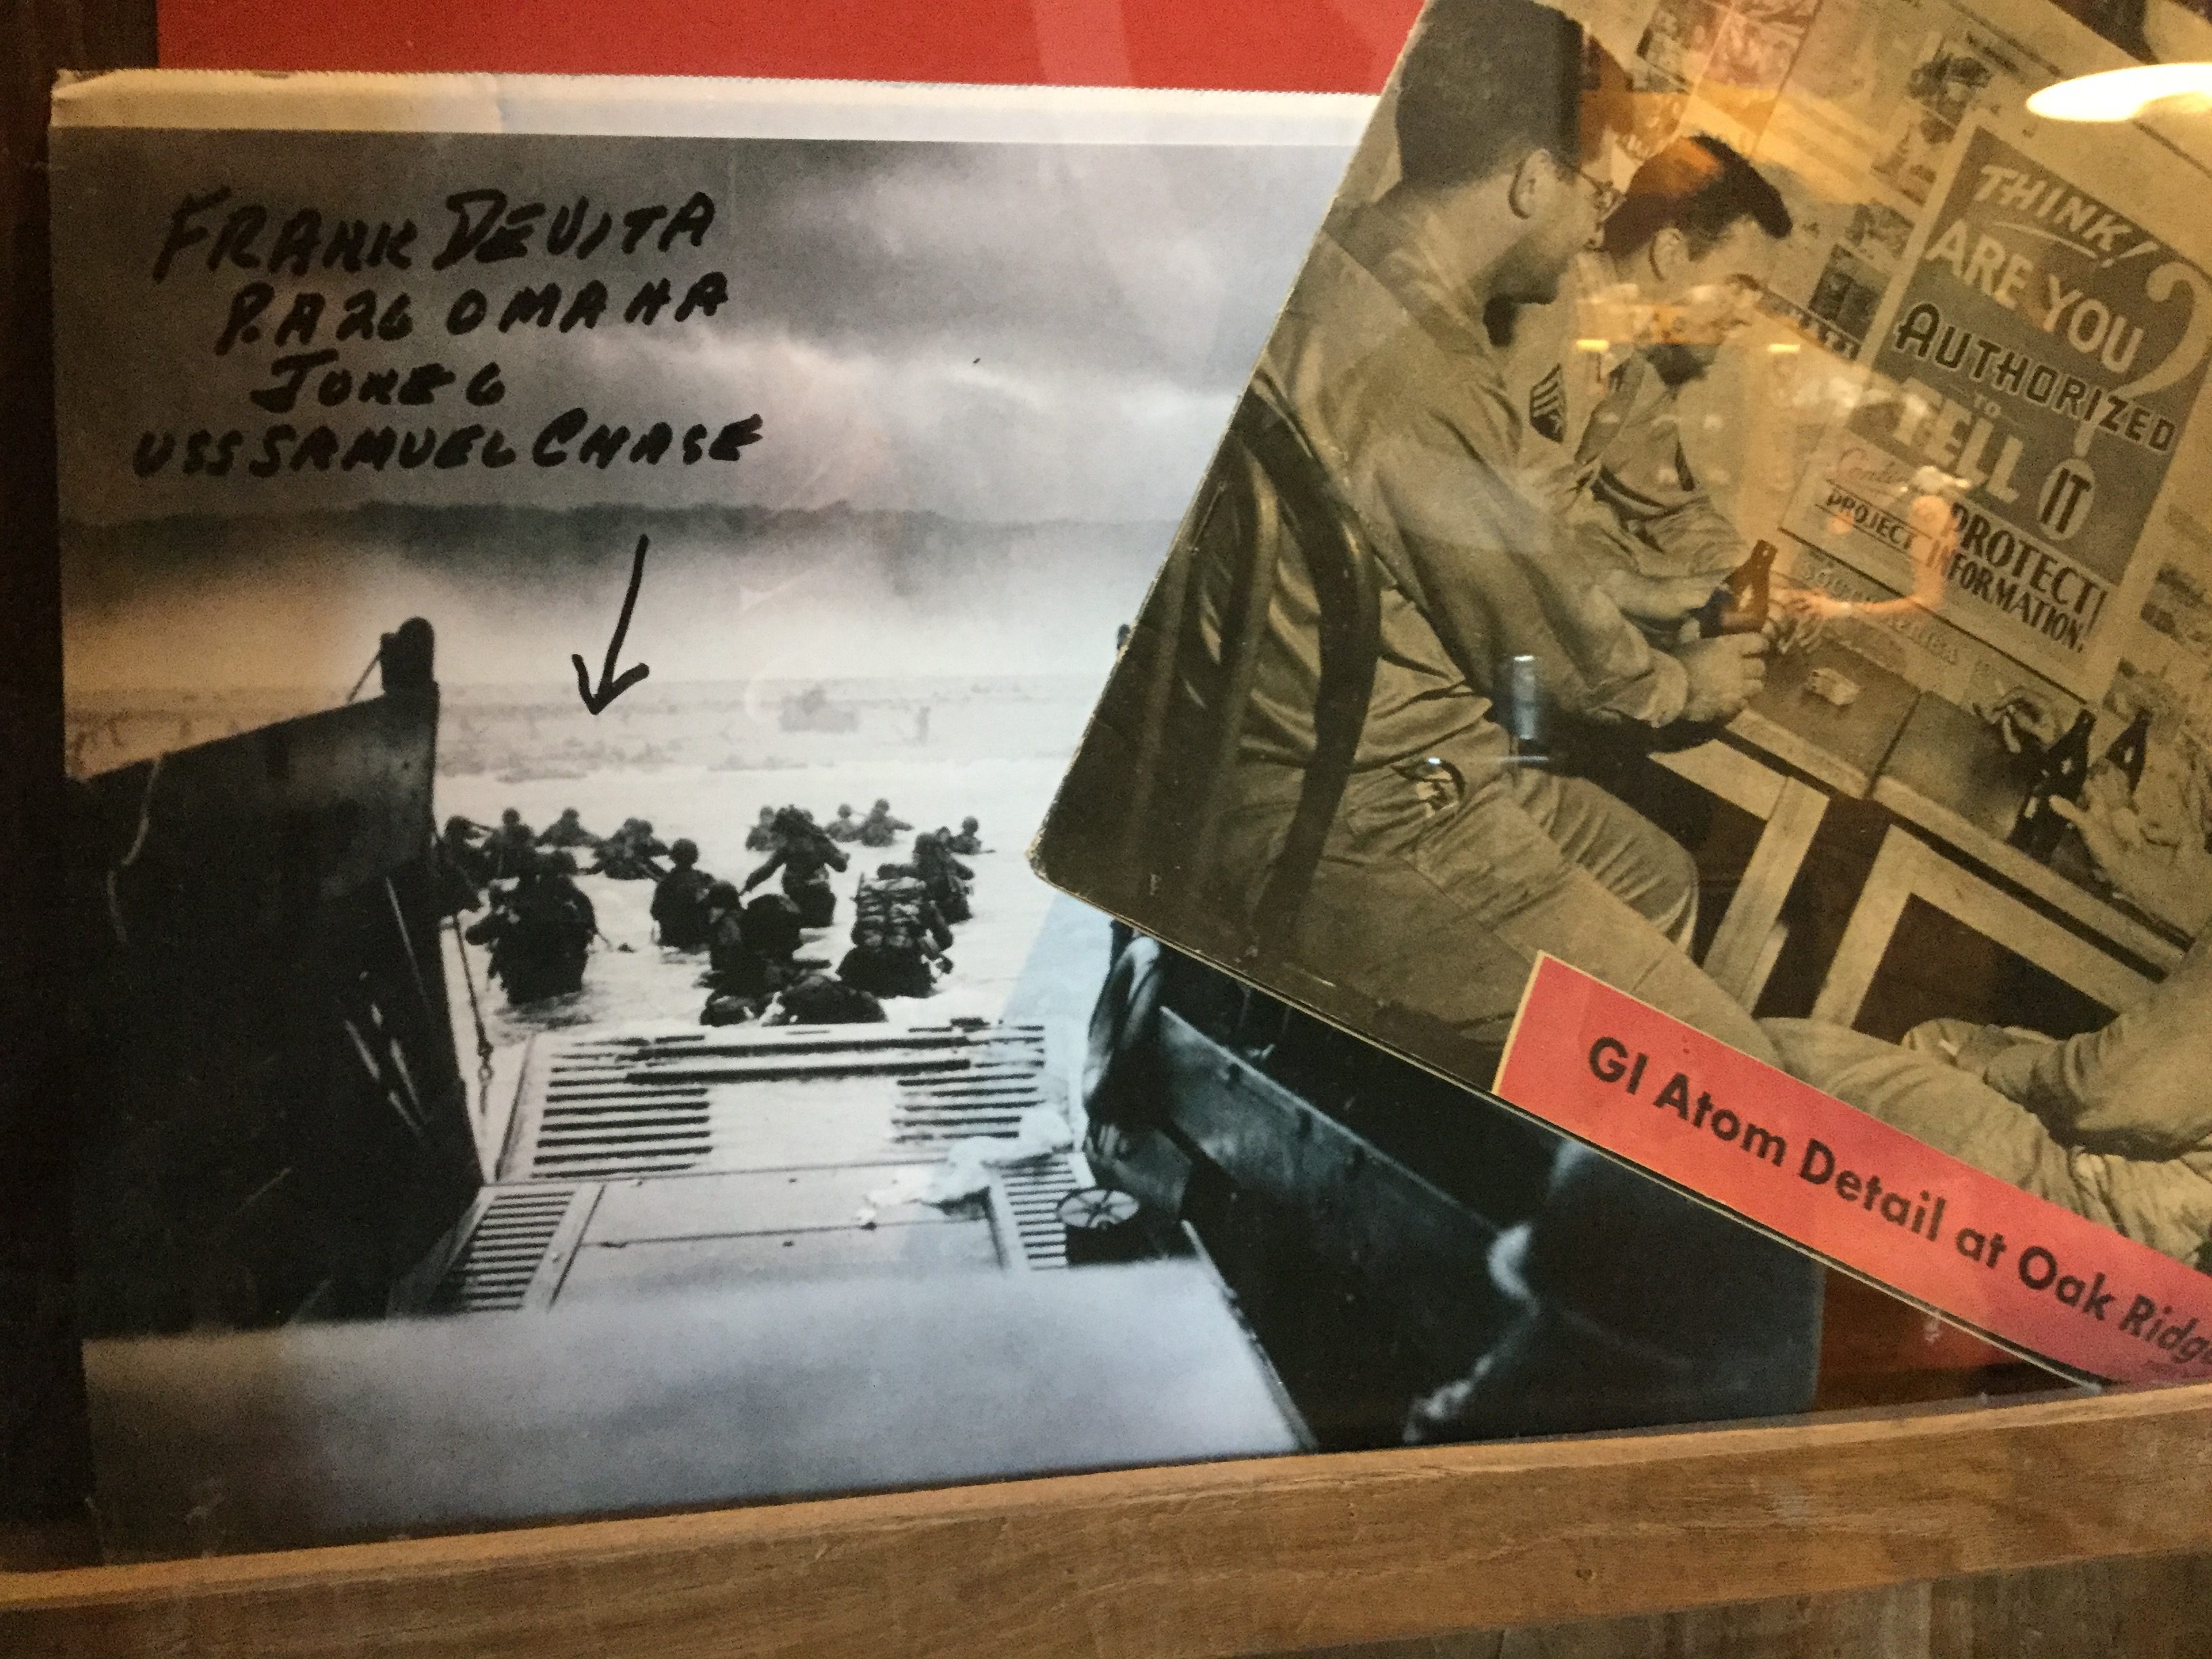 FRANK DEVITA
P.A26 OMAHA
JUNE 6
USS SAMUEL CHASE
THINK!
ARE YOU
AUTHORIZED
TO
TELL IT
?
PROTECT
PROJECT INFORMATION!
GI Atom Detail at Oak Ridge